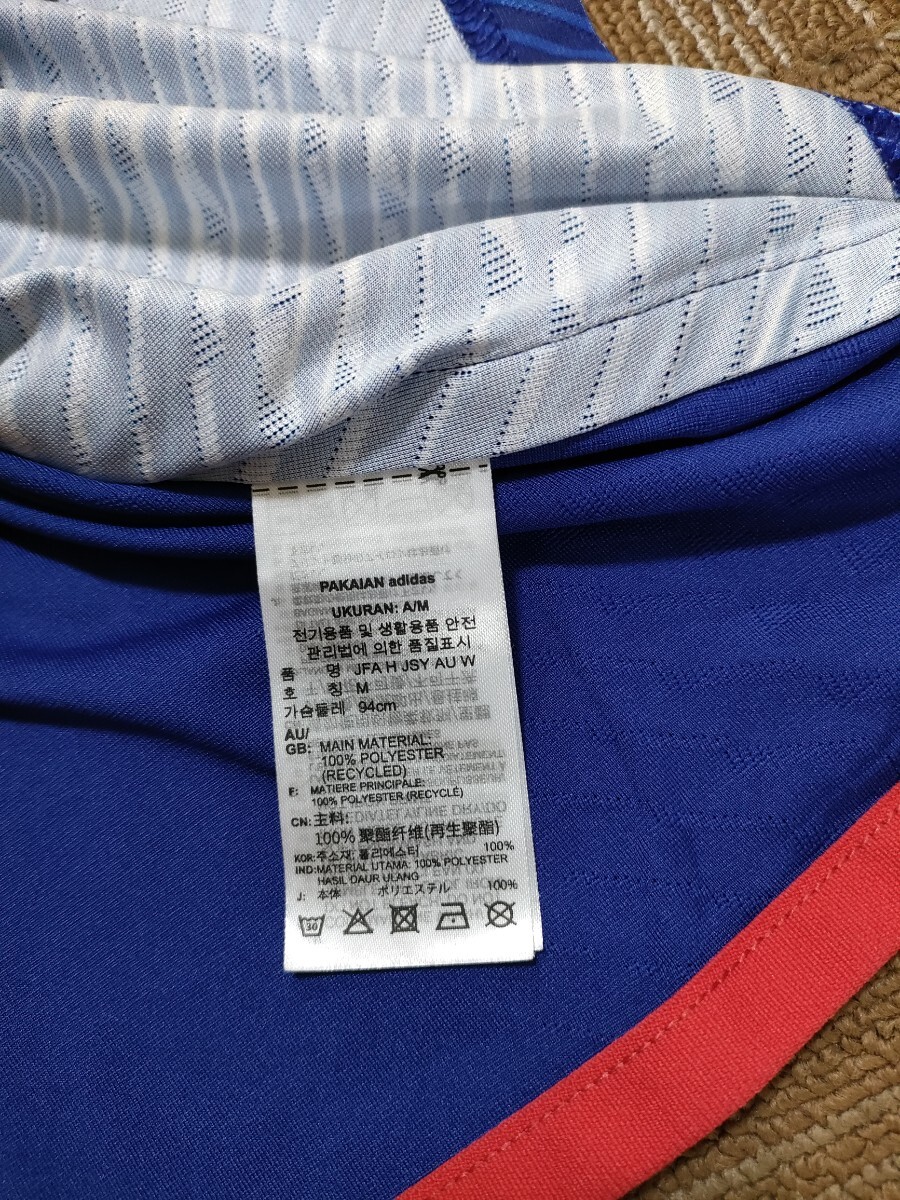 PAKAIAN adidas
UKURAN: A/M
전기용품 및 생활용품 안전
관리법에 의한 품질표시
품 명 JFA H JSY AU W
호 칭 M
가슴둘레 94cm
AU/
GB: MAIN MATERIAL:
100% POLYESTER
(RECYCLED)
F: MATIERE PRINCIPALE:
100% POLYESTER (RECYCLÉ)
CN: 主料:
100% 聚酯纤维(再生聚酯)
KOR: 주소재: 폴리에스터 100%
IND: MATERIAL UTAMA: 100% POLYESTER
HASIL DAUR ULANG
J: 本体 ポリエステル 100%
30